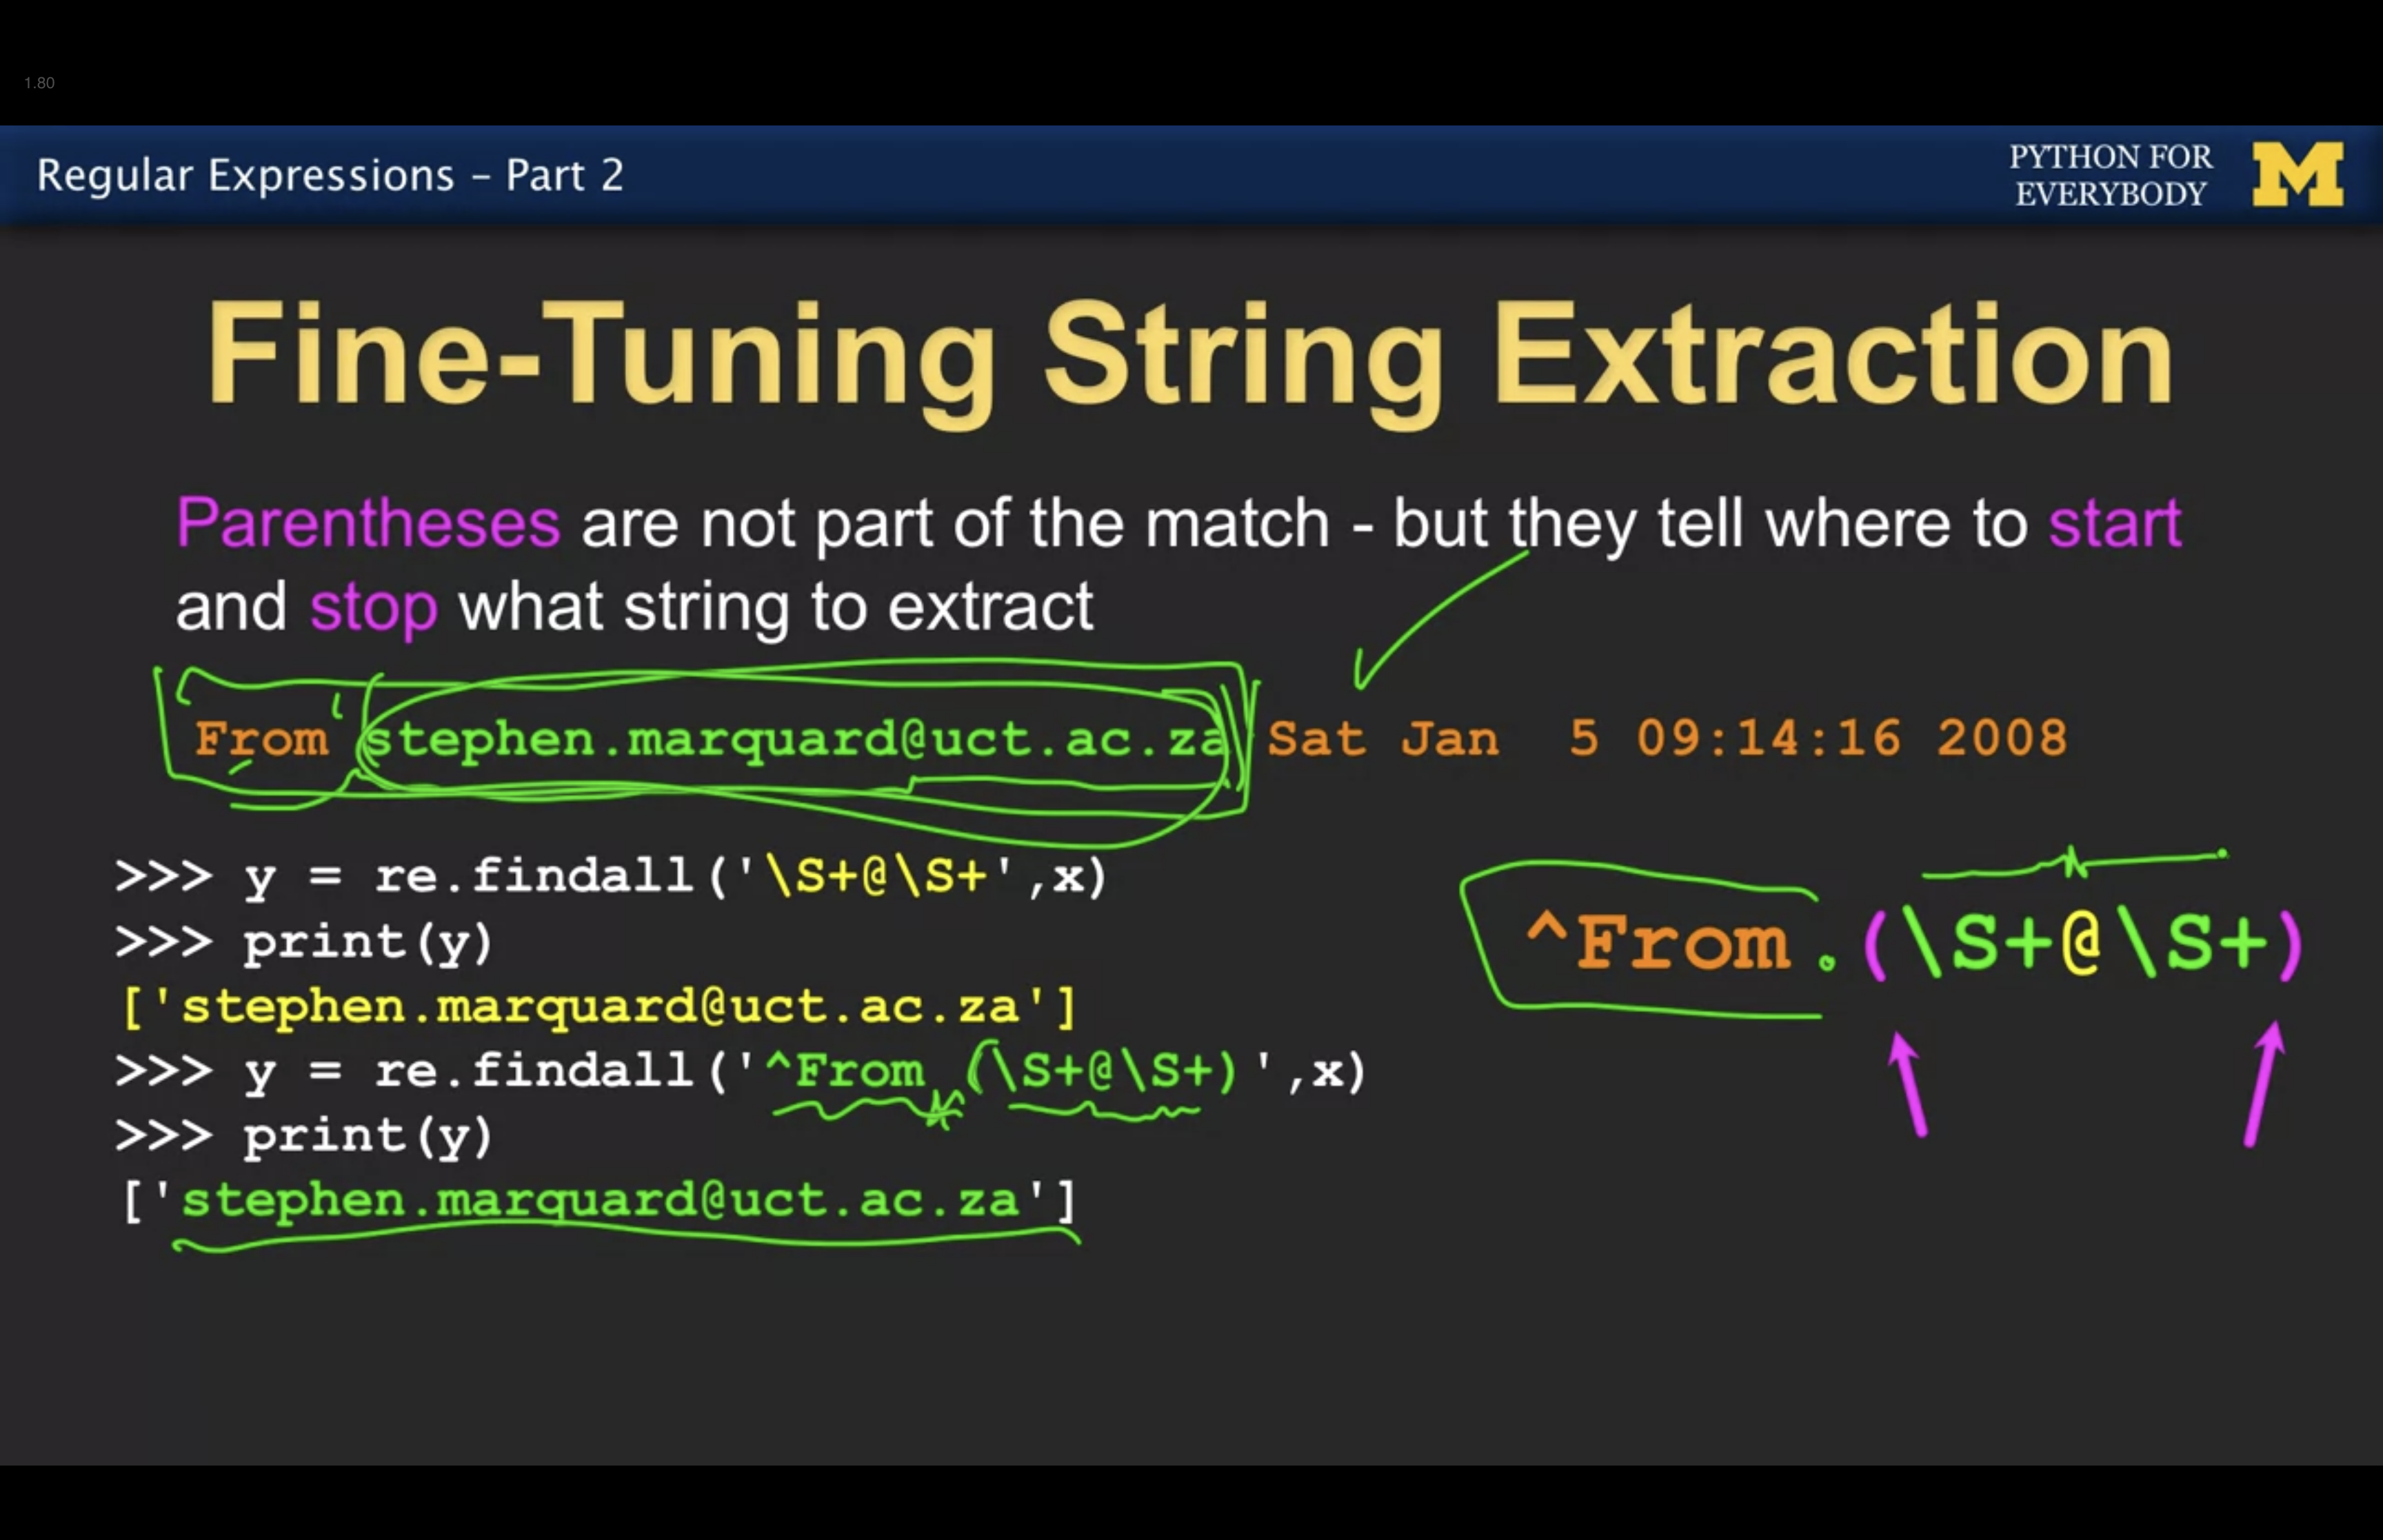 1.80
Regular Expressions – Part 2
PYTHON FOR
EVERYBODY
M
Fine-Tuning String Extraction
Parentheses are not part of the match - but they tell where to start
and stop what string to extract
From stephen.marquard@uct.ac.za Sat Jan  5 09:14:16 2008
>>> y = re.findall('\S+@\S+',x)
>>> print(y)
['stephen.marquard@uct.ac.za']
>>> y = re.findall('^From (\S+@\S+)',x)
>>> print(y)
['stephen.marquard@uct.ac.za']
^From (\S+@\S+)